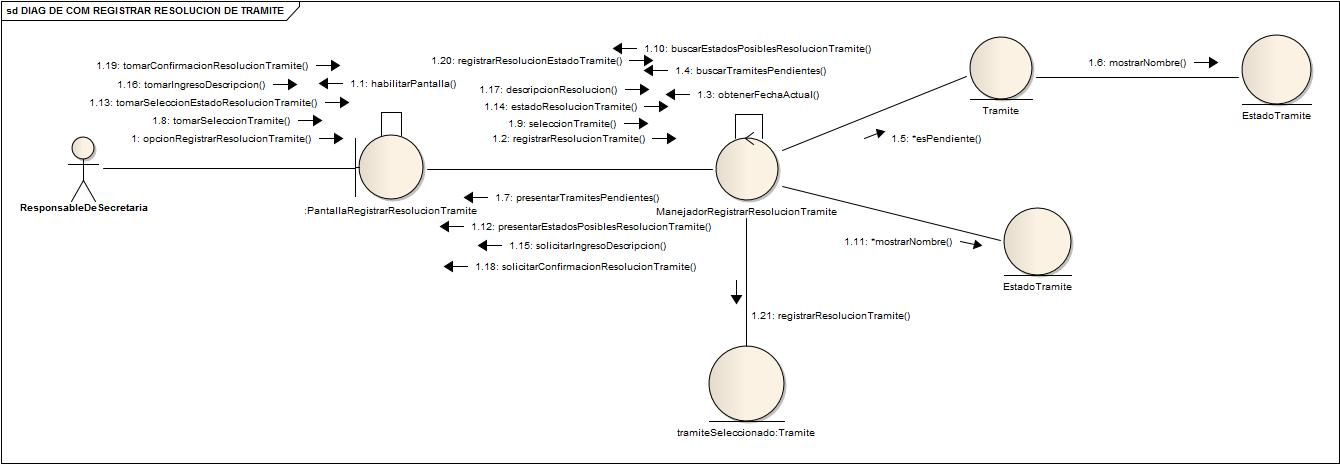 sd DIAG DE COM REGISTRAR RESOLUCION DE TRAMITE
1.19: tomarConfirmacionResolucionTramite()
1.16: tomarIngresoDescripcion()
1.1: habilitarPantalla()
1.13: tomarSeleccionEstadoResolucionTramite()
1.8: tomarSeleccionTramite()
1: opcionRegistrarResolucionTramite()
1.10: buscarEstadosPosiblesResolucionTramite()
1.20: registrarResolucionEstadoTramite()
1.4: buscarTramitesPendientes()
1.17: descripcionResolucion()
1.3: obtenerFechaActual()
1.14: estadoResolucionTramite()
1.9: seleccionTramite()
1.2: registrarResolucionTramite()
1.6: mostrarNombre()
Tramite
EstadoTramite
1.5: *esPendiente()
ResponsableDeSecretaria
:PantallaRegistrarResolucionTramite
ManejadorRegistrarResolucionTramite
1.7: presentarTramitesPendientes()
1.12: presentarEstadosPosiblesResolucionTramite()
1.15: solicitarIngresoDescripcion()
1.18: solicitarConfirmacionResolucionTramite()
1.11: *mostrarNombre()
EstadoTramite
1.21: registrarResolucionTramite()
tramiteSeleccionado:Tramite